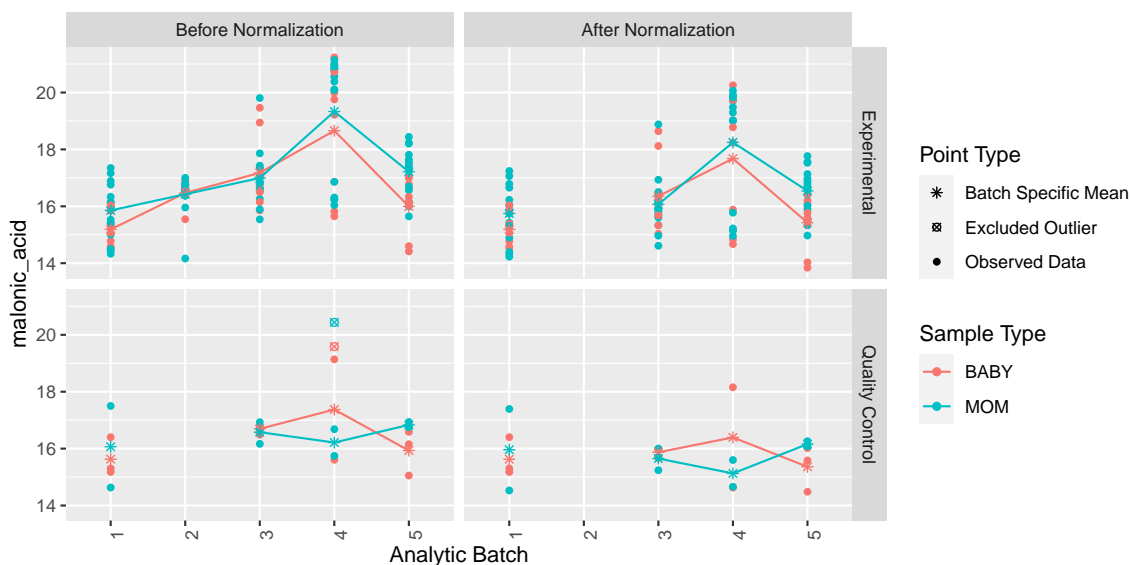 Before Normalization
After Normalization
malonic_acid
20
18
16
14
Experimental
20
18
16
14
Quality Control
1
2
3
4
5
1
2
3
4
5
Analytic Batch
Point Type
Batch Specific Mean
Excluded Outlier
Observed Data
Sample Type
BABY
MOM